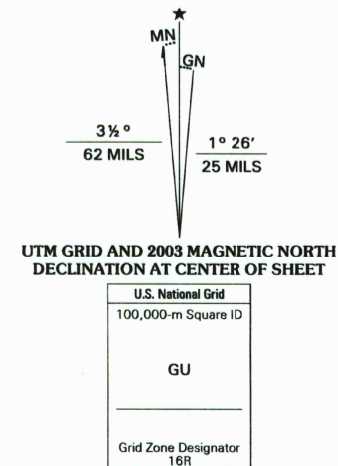 ★
MN
GN
3½°
62 MILS
1° 26′
25 MILS
UTM GRID AND 2003 MAGNETIC NORTH
DECLINATION AT CENTER OF SHEET
U.S. National Grid
100,000-m Square ID
GU
Grid Zone Designator
16R